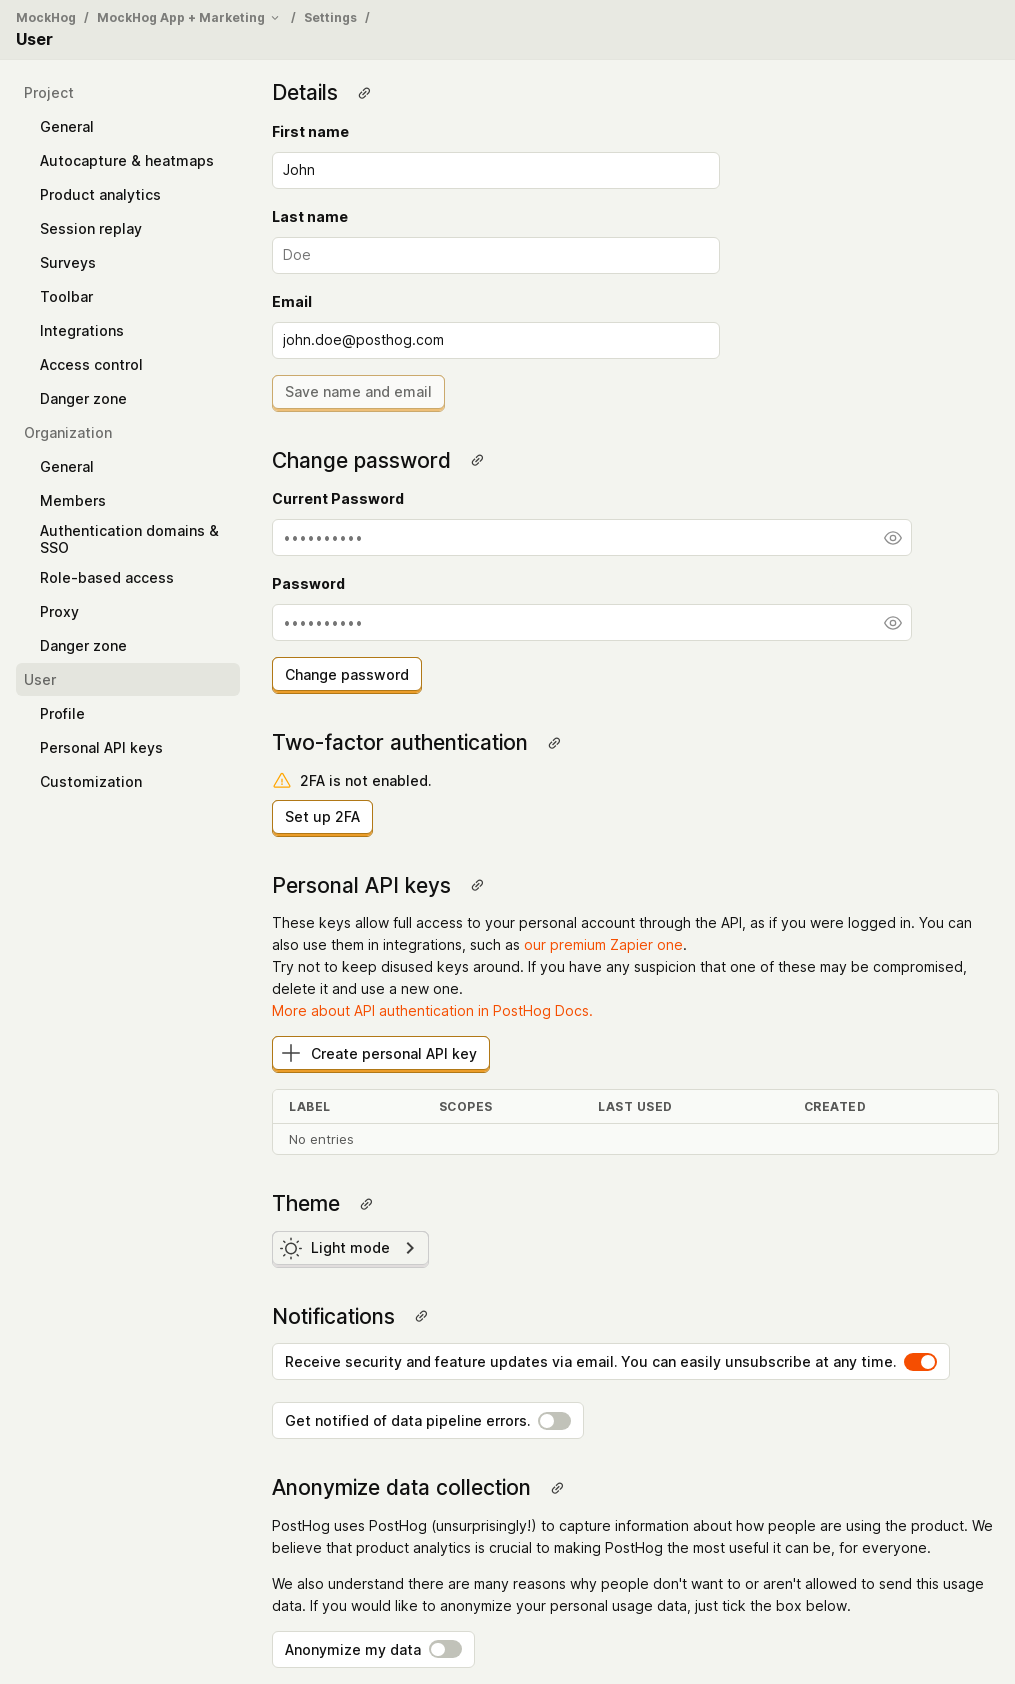 MockHog / MockHog App + Marketing / Settings /
User
Project
General
Autocapture & heatmaps
Product analytics
Session replay
Surveys
Toolbar
Integrations
Access control
Danger zone
Organization
General
Members
Authentication domains &
SSO
Role-based access
Proxy
Danger zone
User
Profile
Personal API keys
Customization
Details
First name
John
Last name
Doe
Email
john.doe@posthog.com
Save name and email
Change password
Current Password
••••••••••
Password
••••••••••
Change password
Two-factor authentication
2FA is not enabled.
Set up 2FA
Personal API keys
These keys allow full access to your personal account through the API, as if you were logged in. You can
also use them in integrations, such as our premium Zapier one.
Try not to keep disused keys around. If you have any suspicion that one of these may be compromised,
delete it and use a new one.
More about API authentication in PostHog Docs.
Create personal API key
LABEL SCOPES LAST USED CREATED
No entries
Theme
Light mode
Notifications
Receive security and feature updates via email. You can easily unsubscribe at any time.
Get notified of data pipeline errors.
Anonymize data collection
PostHog uses PostHog (unsurprisingly!) to capture information about how people are using the product. We
believe that product analytics is crucial to making PostHog the most useful it can be, for everyone.
We also understand there are many reasons why people don't want to or aren't allowed to send this usage
data. If you would like to anonymize your personal usage data, just tick the box below.
Anonymize my data